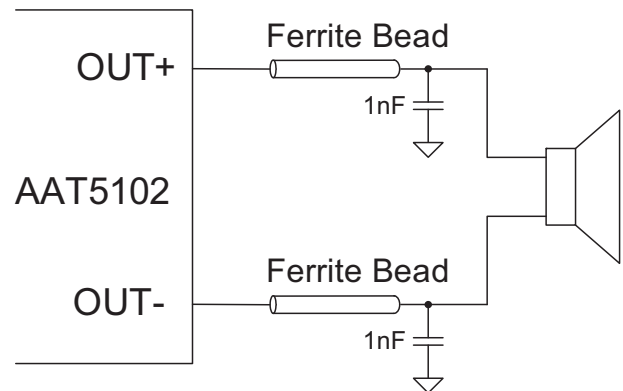 Ferrite Bead
OUT+
1nF
AAT5102
Ferrite Bead
OUT-
1nF